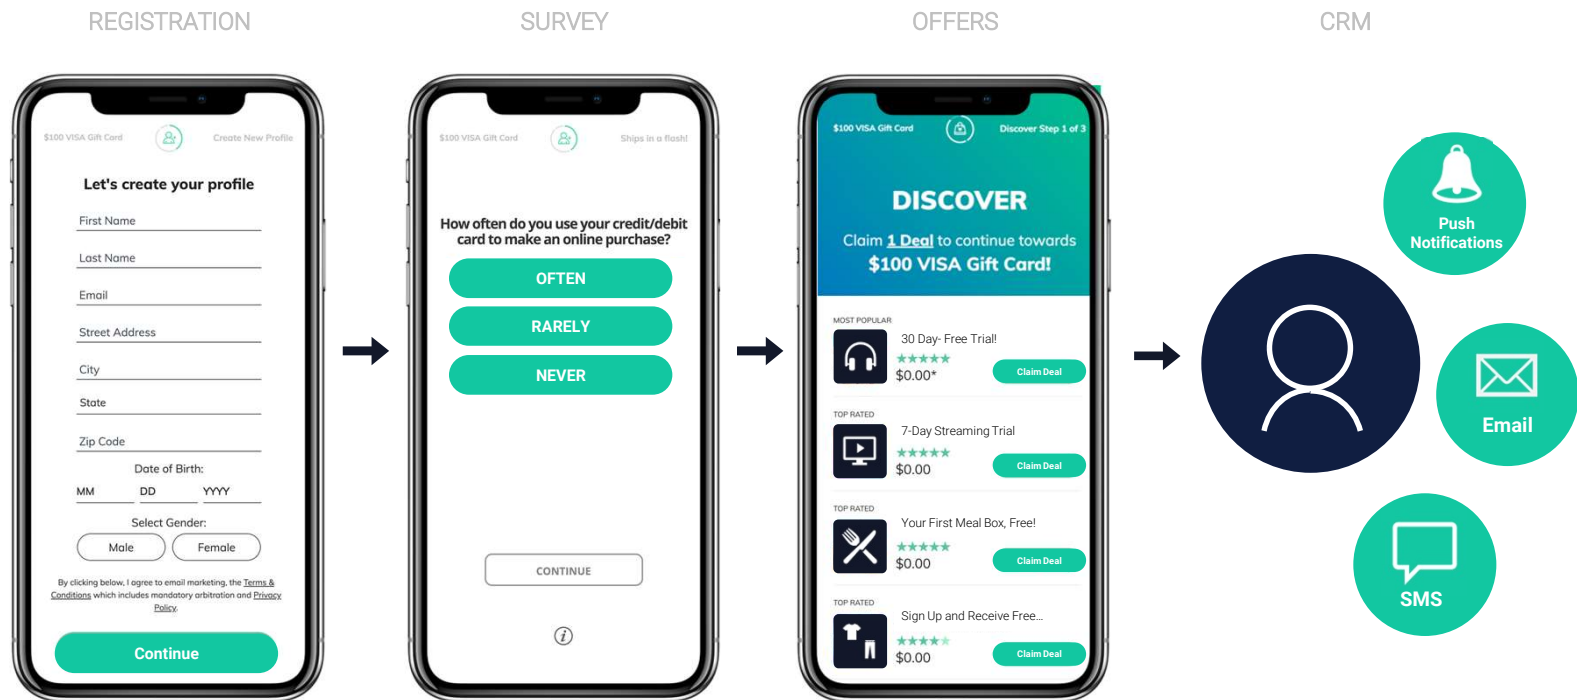 REGISTRATION
SURVEY
OFFERS
CRM
$100 VISA Gift Card
Create New Profile
Let's create your profile
First Name
Last Name
Email
Street Address
City
State
Zip Code
Date of Birth:
MM DD YYYY
Select Gender:
Male Female
By clicking below, I agree to email marketing, the Terms &
Conditions which includes mandatory arbitration and Privacy
Policy.
Continue
$100 VISA Gift Card
Ships in a flash!
How often do you use your credit/debit
card to make an online purchase?
OFTEN
RARELY
NEVER
CONTINUE
i
$100 VISA Gift Card
Discover Step 1 of 3
DISCOVER
Claim 1 Deal to continue towards
$100 VISA Gift Card!
MOST POPULAR
30 Day- Free Trial!
$0.00*
Claim Deal
TOP RATED
7-Day Streaming Trial
$0.00
Claim Deal
TOP RATED
Your First Meal Box, Free!
$0.00
Claim Deal
TOP RATED
Sign Up and Receive Free...
$0.00
Claim Deal
Push
Notifications
Email
SMS